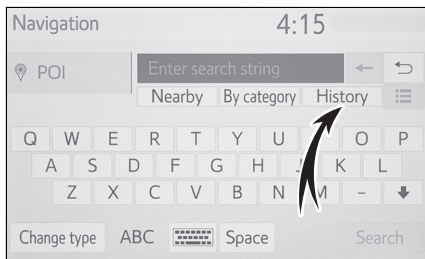 Navigation 4:15
POI Enter search string
Nearby By category History
Q W E R T Y U O P
A S D F G H J K L
Z X C V B N M -
Change type ABC Space Search